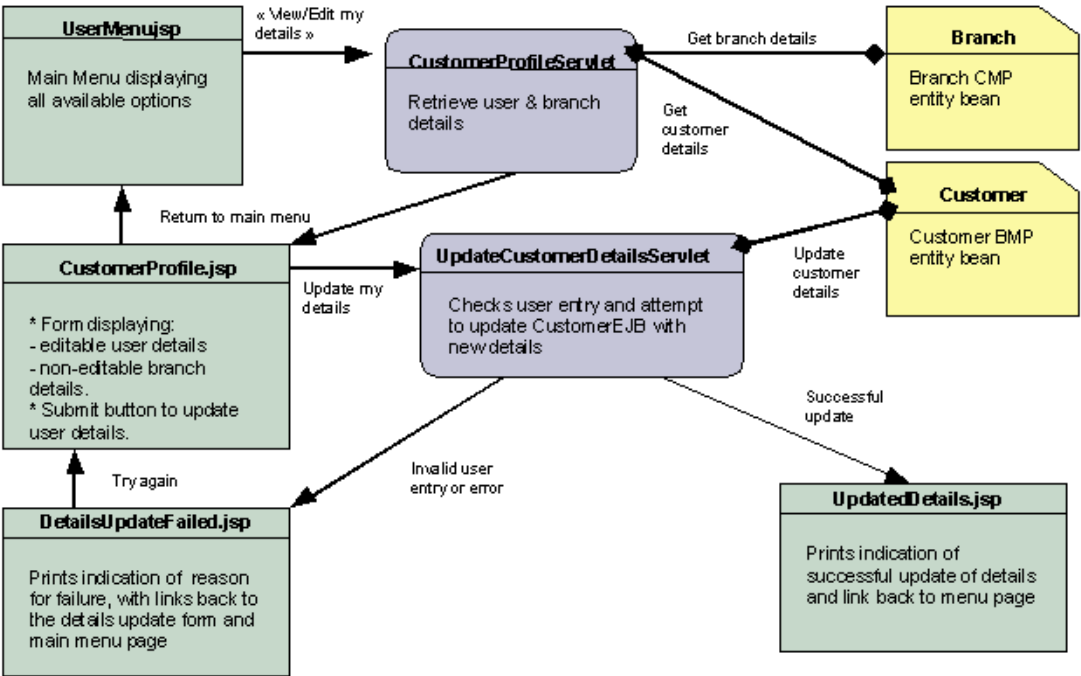 UserMenu.jsp
Main Menu displaying
all available options
« View/Edit my
details »
CustomerProfileServlet
Retrieve user & branch
details
Get branch details
Branch
Branch CMP
entity bean
Get
customer
details
Customer
Customer BMP
entity bean
Return to main menu
CustomerProfile.jsp
* Form displaying:
- editable user details
- non-editable branch
details.
* Submit button to update
user details.
Update my
details
UpdateCustomerDetailsServlet
Checks user entry and attempt
to update CustomerEJB with
new details
Update
customer
details
Successful
update
Invalid user
entry or error
Try again
DetailsUpdateFailed.jsp
Prints indication of reason
for failure, with links back to
the details update form and
main menu page
UpdatedDetails.jsp
Prints indication of
successful update of details
and link back to menu page